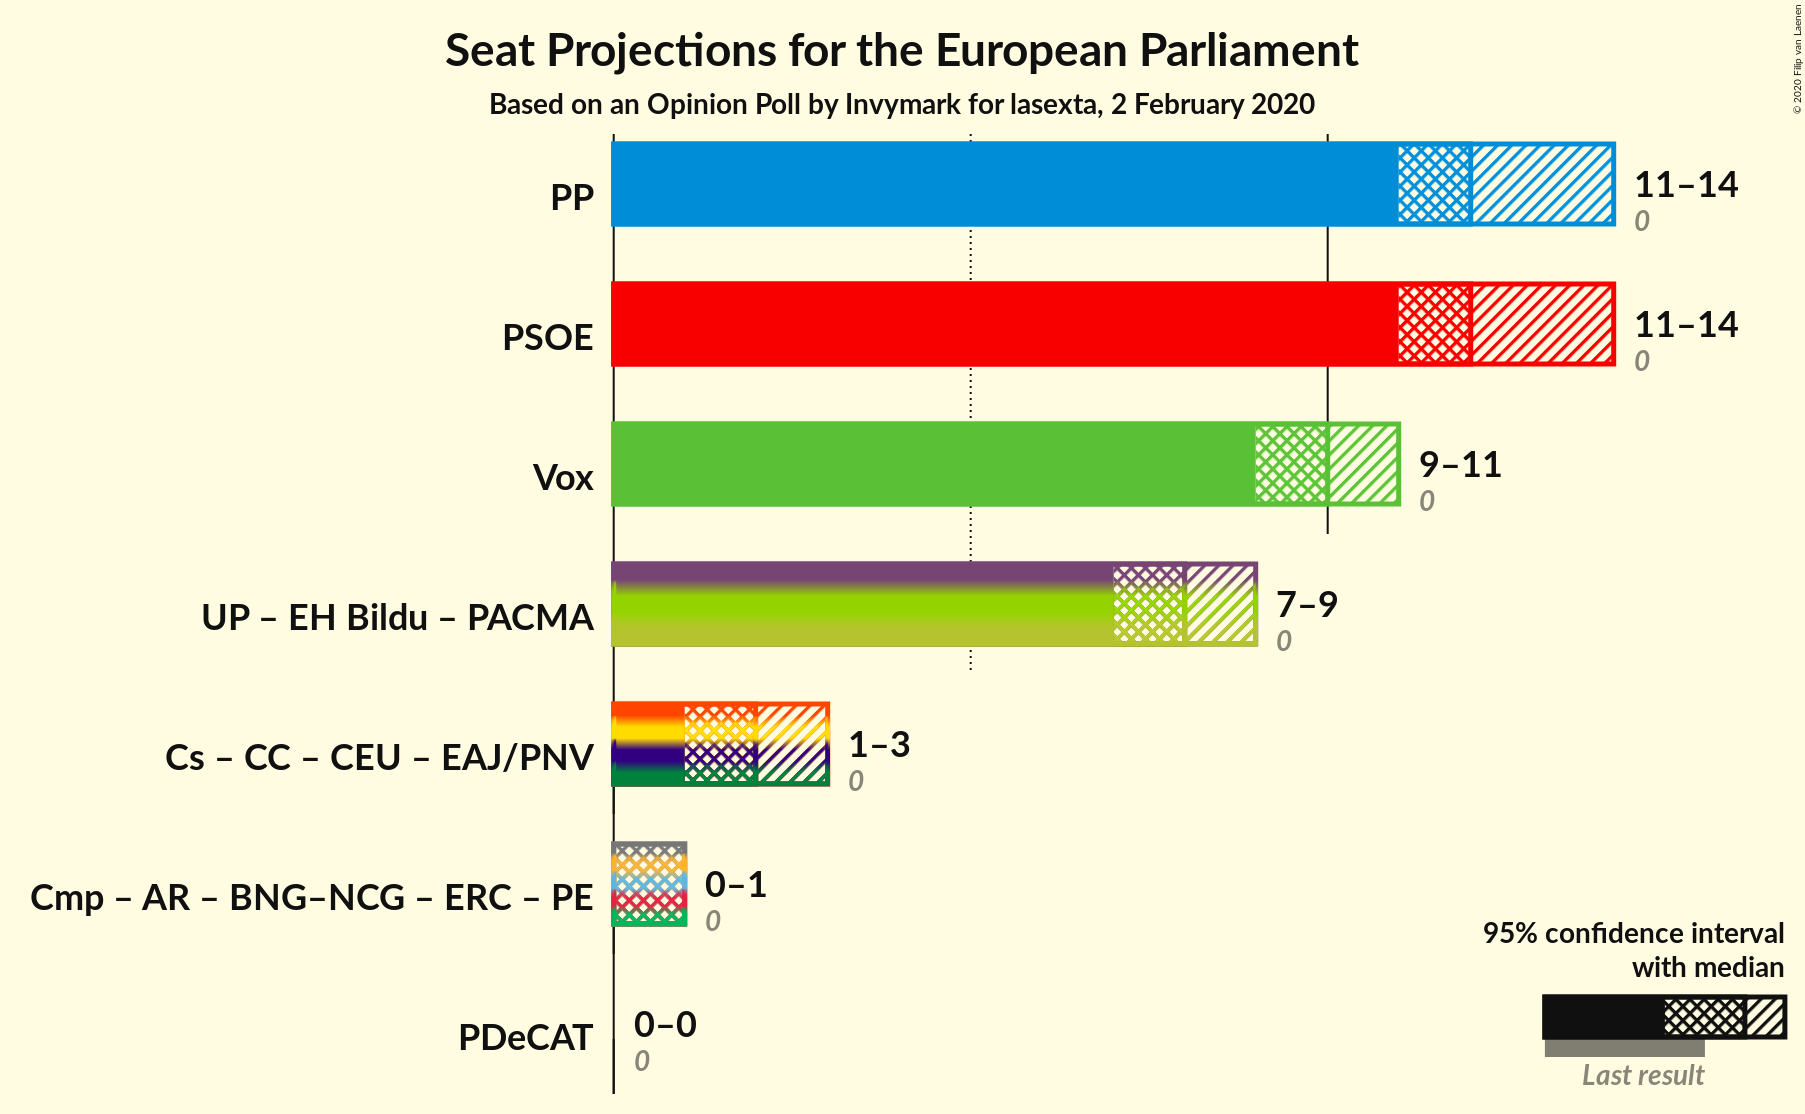 Seat Projections for the European Parliament
Based on an Opinion Poll by Invymark for lasexta, 2 February 2020
© 2020 Filip van Laenen
PP
11–14
0
PSOE
11–14
0
Vox
9–11
0
UP – EH Bildu – PACMA
7–9
0
Cs – CC – CEU – EAJ/PNV
1–3
0
Cmp – AR – BNG–NCG – ERC – PE
0–1
0
PDeCAT
0–0
0
95% confidence interval
with median
Last result